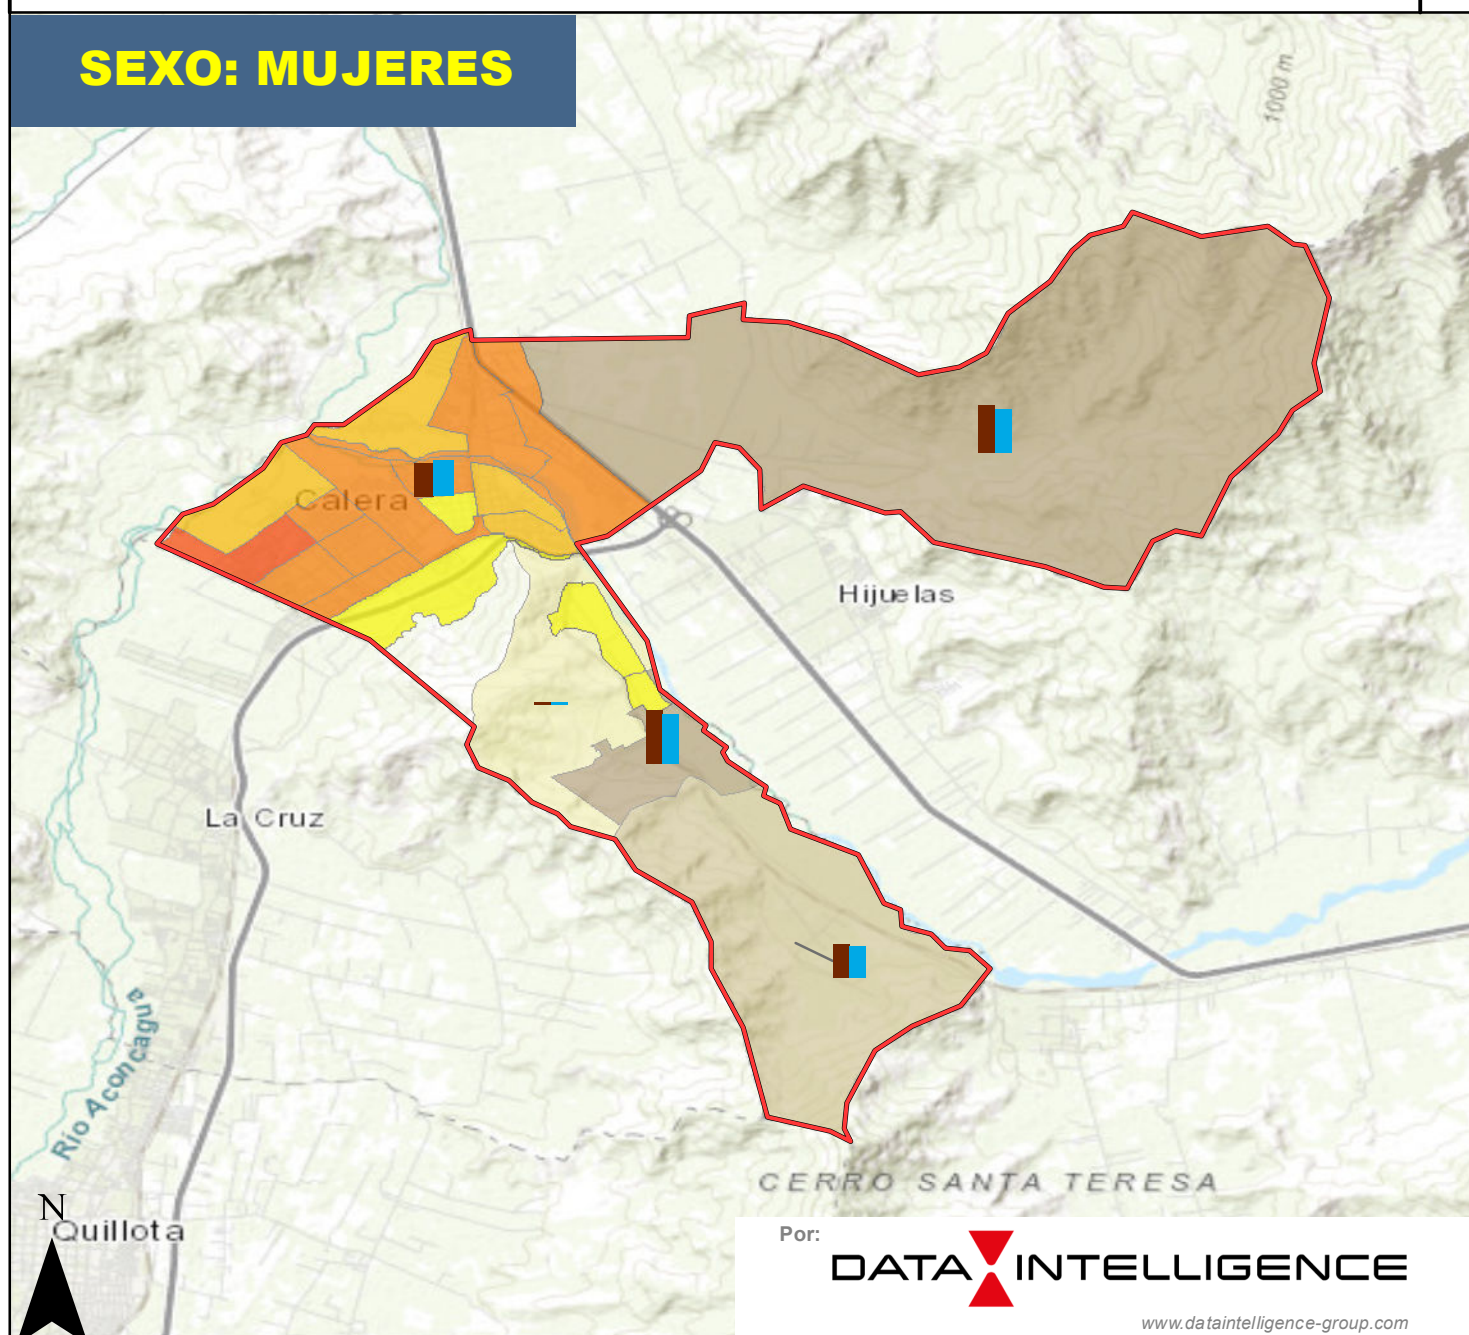 SEXO: MUJERES
1000 m
Calera
Hijuelas
La Cruz
Río Aconcagua
CERRO SANTA TERESA
N
Quillota
Por:
DATA INTELLIGENCE
www.dataintelligence-group.com